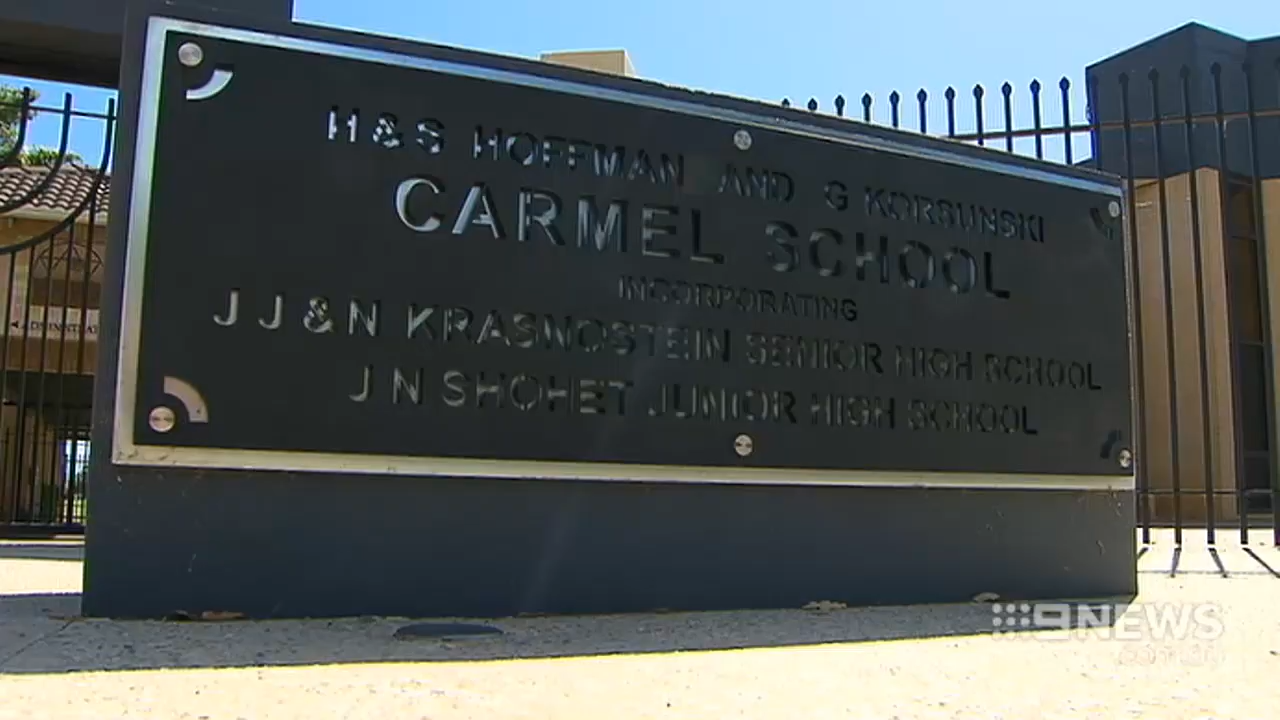 H & S HOFFMAN AND G KORSUNSKI
CARMEL SCHOOL
INCORPORATING
J J & N KRASNOSTEIN SENIOR HIGH SCHOOL
J N SHOHET JUNIOR HIGH SCHOOL
9NEWS